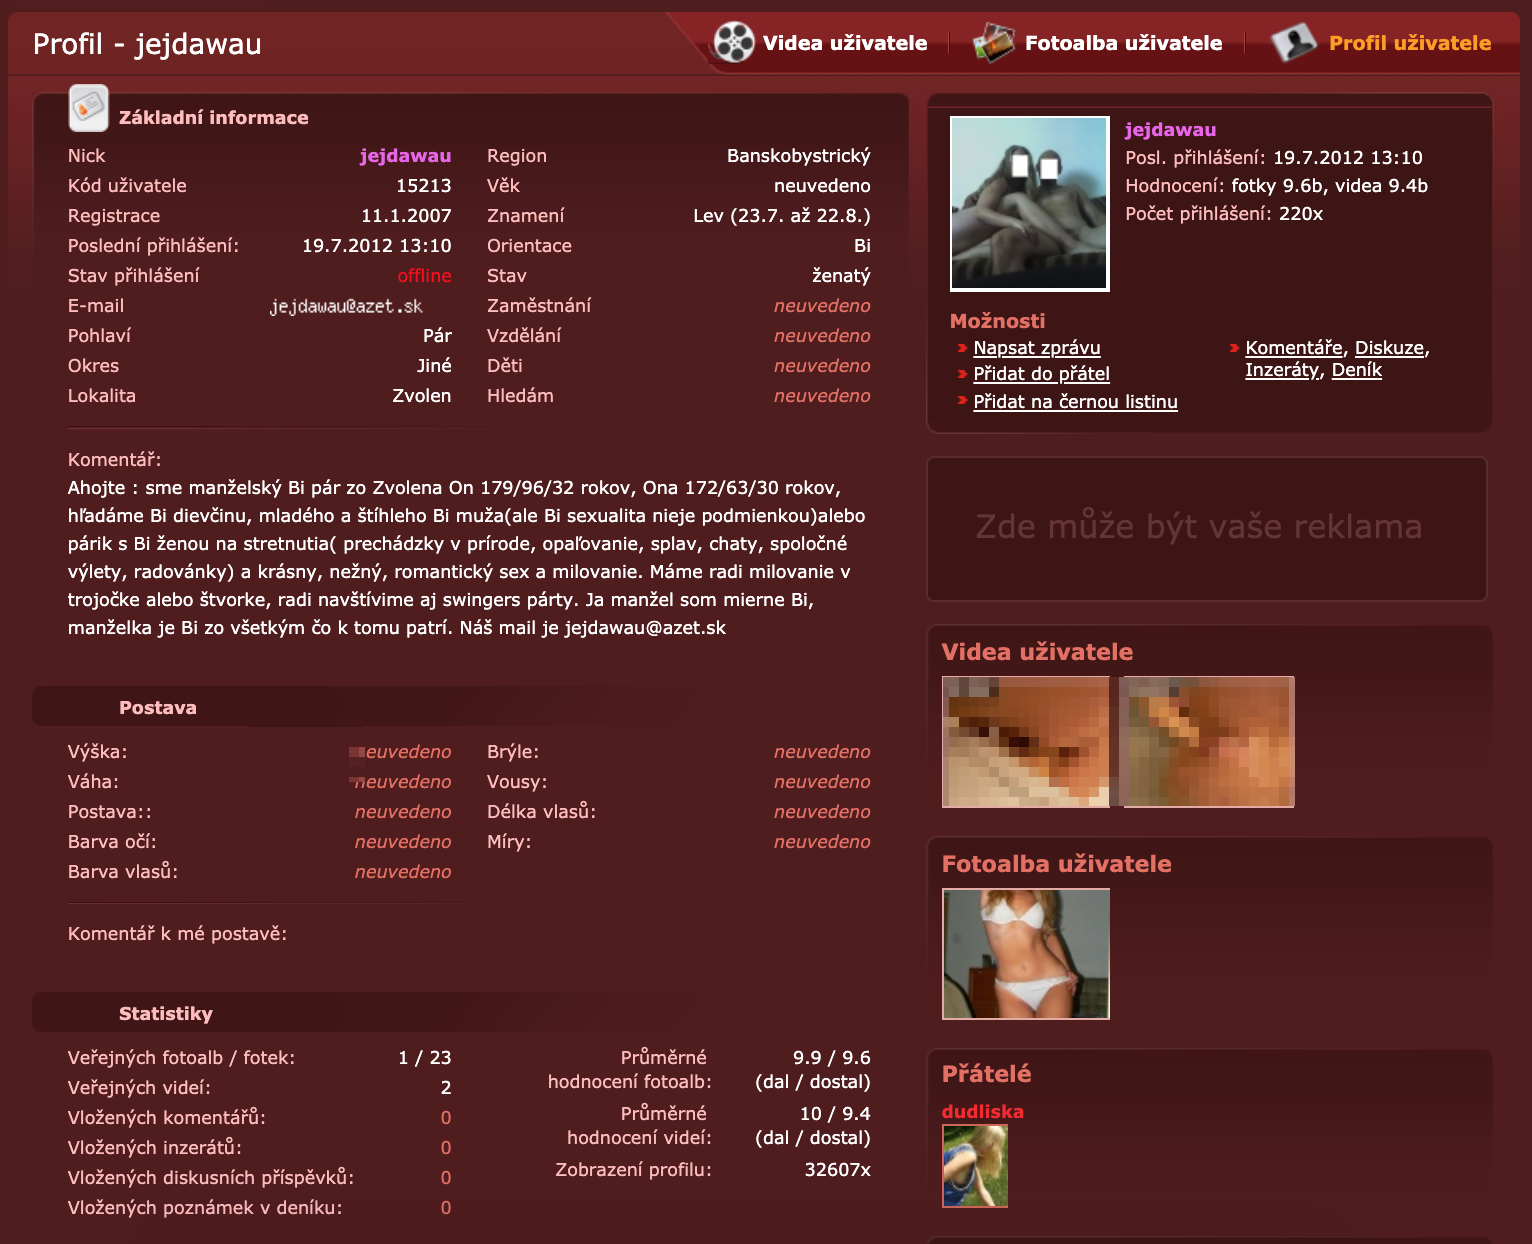 Profil - jejdawau
Videa uživatele
Fotoalba uživatele
Profil uživatele
Základní informace
Nick jejdawau
Kód uživatele 15213
Registrace 11.1.2007
Poslední přihlášení: 19.7.2012 13:10
Stav přihlášení offline
E-mail jejdawau@azet.sk
Pohlaví Pár
Okres Jiné
Lokalita Zvolen
Region Banskobystrický
Věk neuvedeno
Znamení Lev (23.7. až 22.8.)
Orientace Bi
Stav ženatý
Zaměstnání neuvedeno
Vzdělání neuvedeno
Děti neuvedeno
Hledám neuvedeno
Komentář:
Ahojte : sme manželský Bi pár zo Zvolena On 179/96/32 rokov, Ona 172/63/30 rokov,
hľadáme Bi dievčinu, mladého a štíhleho Bi muža(ale Bi sexualita nieje podmienkou)alebo
párik s Bi ženou na stretnutia( prechádzky v prírode, opaľovanie, splav, chaty, spoločné
výlety, radovánky) a krásny, nežný, romantický sex a milovanie. Máme radi milovanie v
trojočke alebo štvorke, radi navštívime aj swingers párty. Ja manžel som mierne Bi,
manželka je Bi zo všetkým čo k tomu patrí. Náš mail je jejdawau@azet.sk
Postava
Výška: euvedeno
Váha: neuvedeno
Postava:: neuvedeno
Barva očí: neuvedeno
Barva vlasů: neuvedeno
Brýle: neuvedeno
Vousy: neuvedeno
Délka vlasů: neuvedeno
Míry: neuvedeno
Komentář k mé postavě:
Statistiky
Veřejných fotoalb / fotek: 1 / 23
Veřejných videí: 2
Vložených komentářů: 0
Vložených inzerátů: 0
Vložených diskusních příspěvků: 0
Vložených poznámek v deníku: 0
Průměrné 9.9 / 9.6
hodnocení fotoalb: (dal / dostal)
Průměrné 10 / 9.4
hodnocení videí: (dal / dostal)
Zobrazení profilu: 32607x
jejdawau
Posl. přihlášení: 19.7.2012 13:10
Hodnocení: fotky 9.6b, videa 9.4b
Počet přihlášení: 220x
Možnosti
Napsat zprávu
Přidat do přátel
Přidat na černou listinu
Komentáře, Diskuze,
Inzeráty, Deník
Zde může být vaše reklama
Videa uživatele
Fotoalba uživatele
Přátelé
dudliska